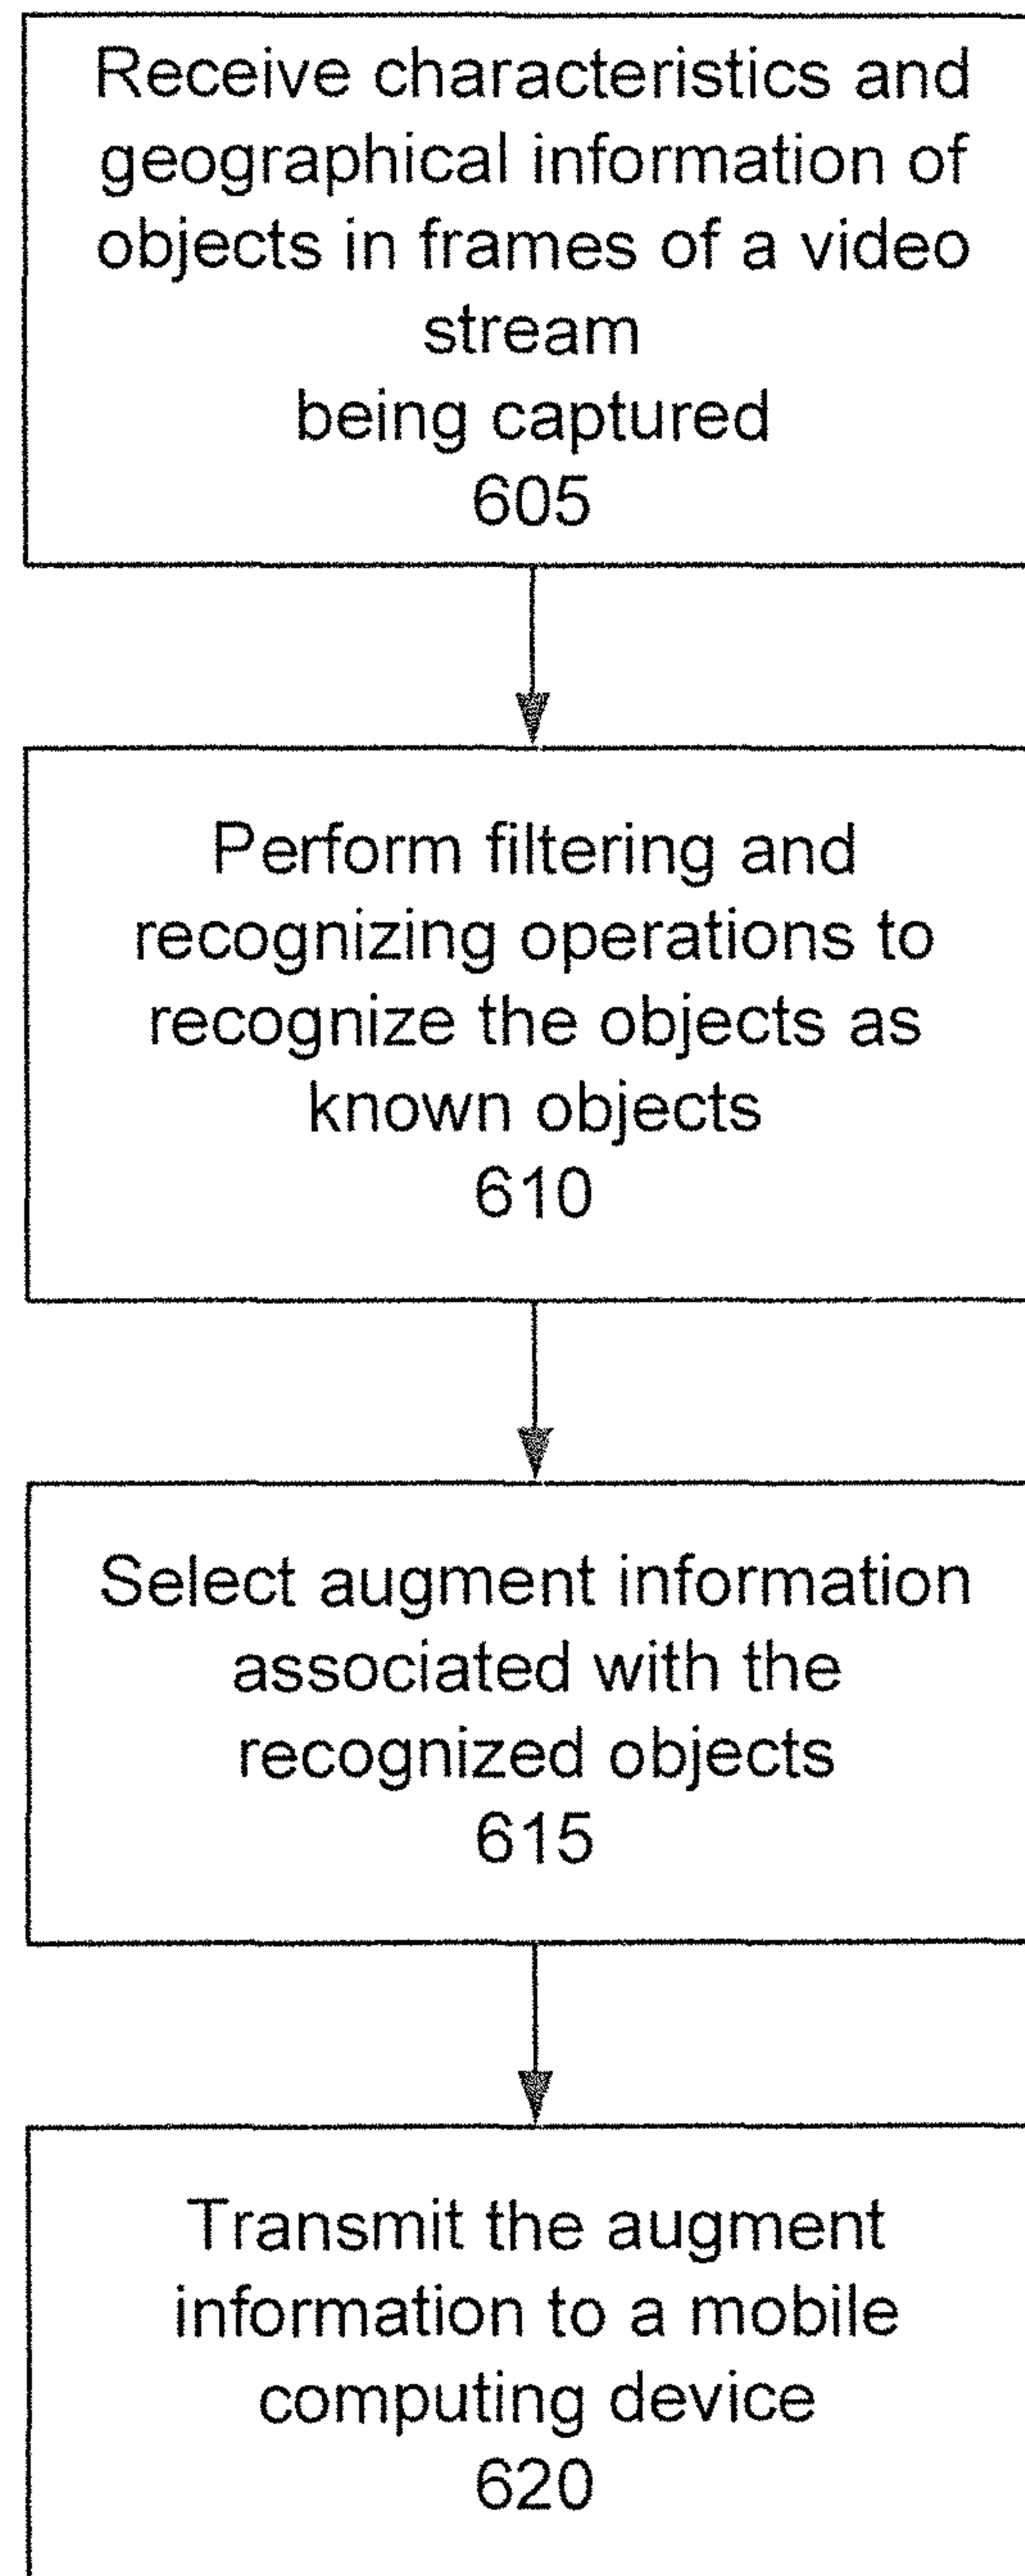 Receive characteristics and
geographical information of
objects in frames of a video
stream
being captured
605
Perform filtering and
recognizing operations to
recognize the objects as
known objects
610
Select augment information
associated with the
recognized objects
615
Transmit the augment
information to a mobile
computing device
620